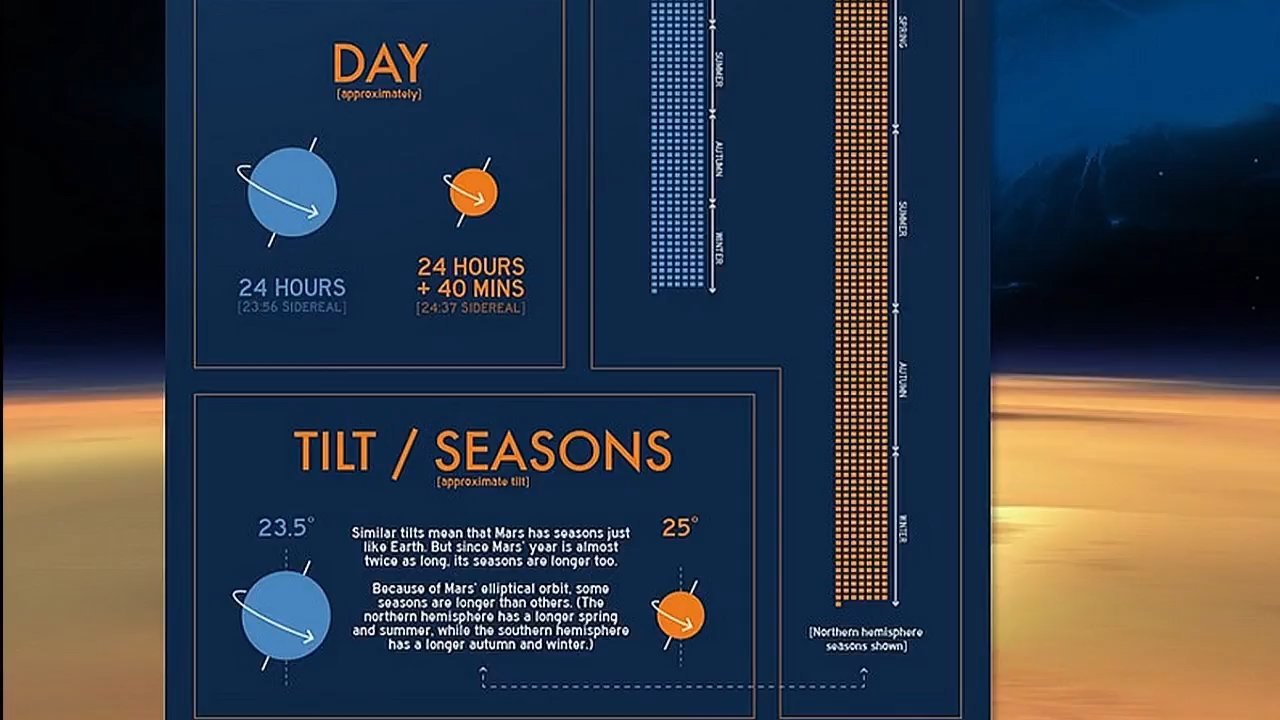 DAY
[approximately]
24 HOURS
[23:56 SIDEREAL]
24 HOURS
+ 40 MINS
[24:37 SIDEREAL]
SUMMER
AUTUMN
WINTER
SPRING
SUMMER
AUTUMN
WINTER
[Northern hemisphere
seasons shown]
TILT / SEASONS
[approximate tilt]
23.5°
Similar tilts mean that Mars has seasons just
like Earth. But since Mars' year is almost
twice as long, its seasons are longer too.
Because of Mars' elliptical orbit, some
seasons are longer than others. (The
northern hemisphere has a longer spring
and summer, while the southern hemisphere
has a longer autumn and winter.)
25°